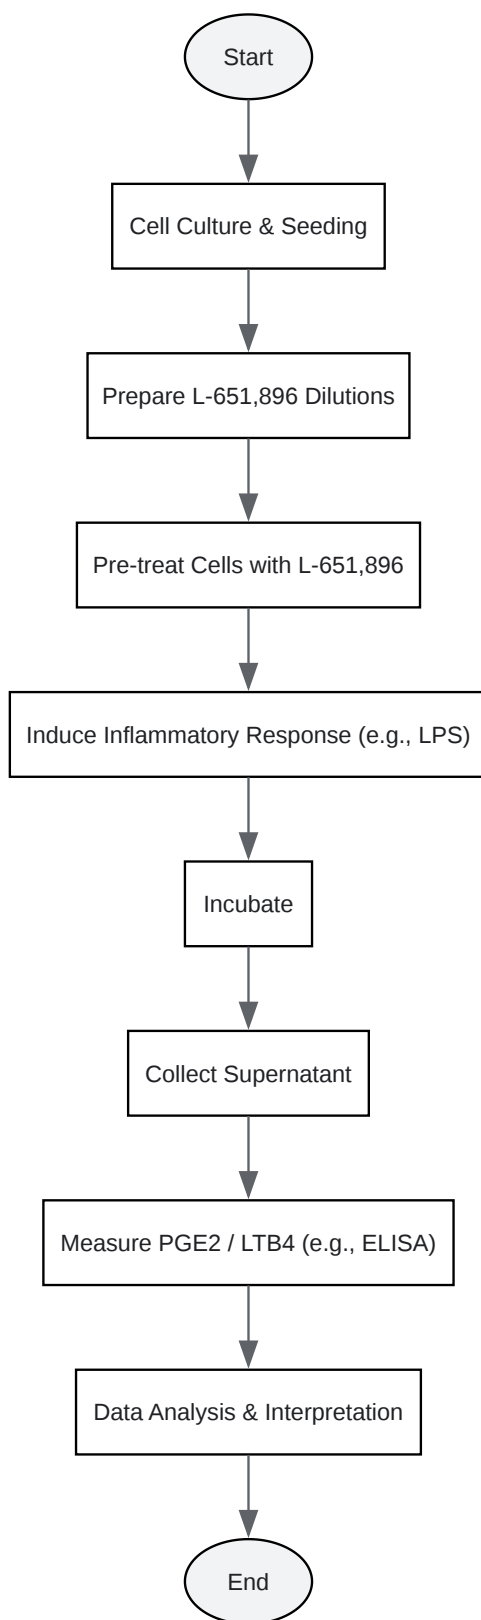 Start
Cell Culture & Seeding
Prepare L-651,896 Dilutions
Pre-treat Cells with L-651,896
Induce Inflammatory Response (e.g., LPS)
Incubate
Collect Supernatant
Measure PGE2 / LTB4 (e.g., ELISA)
Data Analysis & Interpretation
End